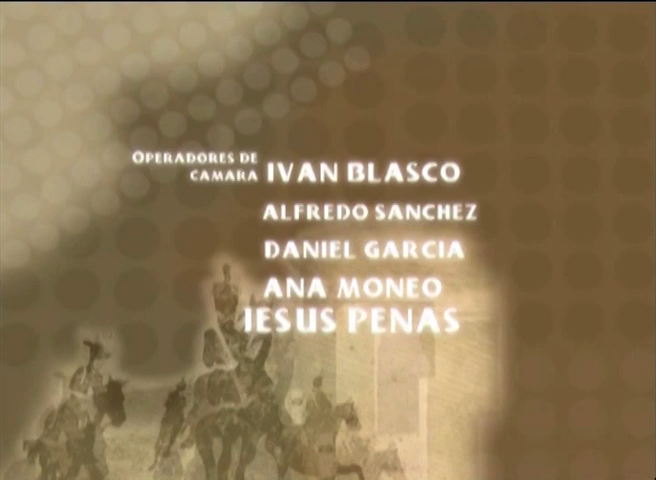 OPERADORES DE
CAMARA IVAN BLASCO
ALFREDO SANCHEZ
DANIEL GARCIA
ANA MONEO
JESUS PENAS